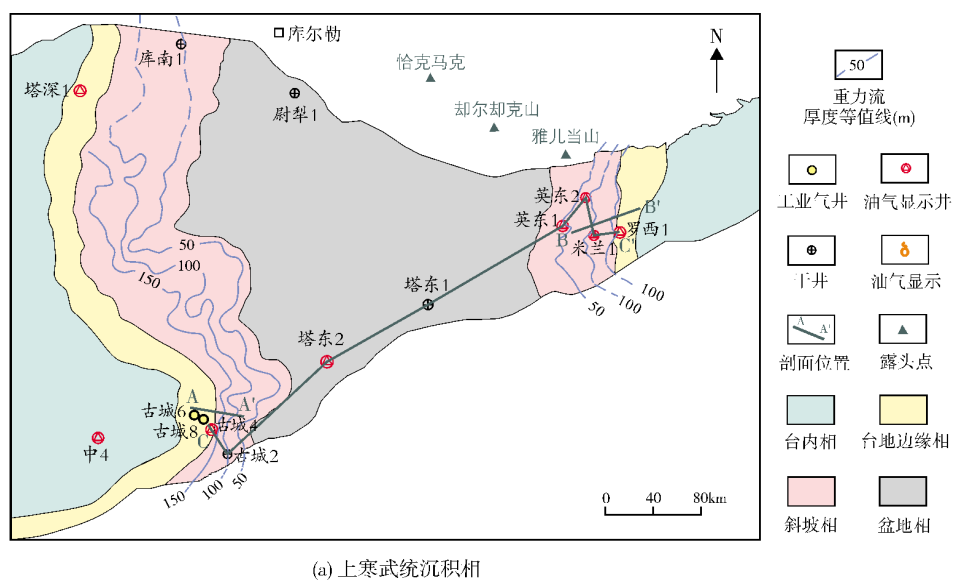 库尔勒
N
库南1
恰克马克
塔深1
尉犁1
却尔却克山
雅儿当山
英东2
B'
英东1
B
米兰1
罗西1
C'
50
100
150
塔东1
50
100
100
塔东2
A
A'
古城6
古城8
古城4
C
古城2
中4
150
100
50
0 40 80km
50
重力流
厚度等值线(m)
工业气井 油气显示井
干井 油气显示
A A'
剖面位置 露头点
台内相 台地边缘相
斜坡相 盆地相
(a) 上寒武统沉积相